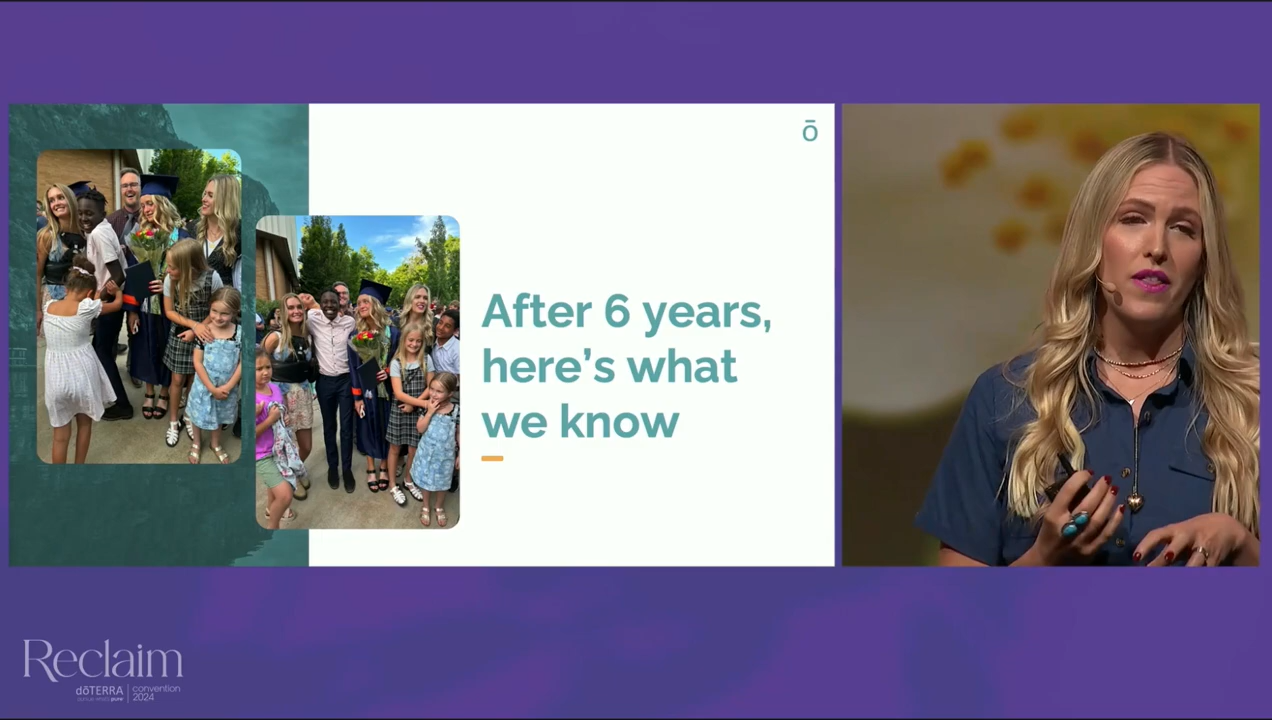 ō
After 6 years,
here's what
we know
Reclaim
dōTERRA
convention
2024